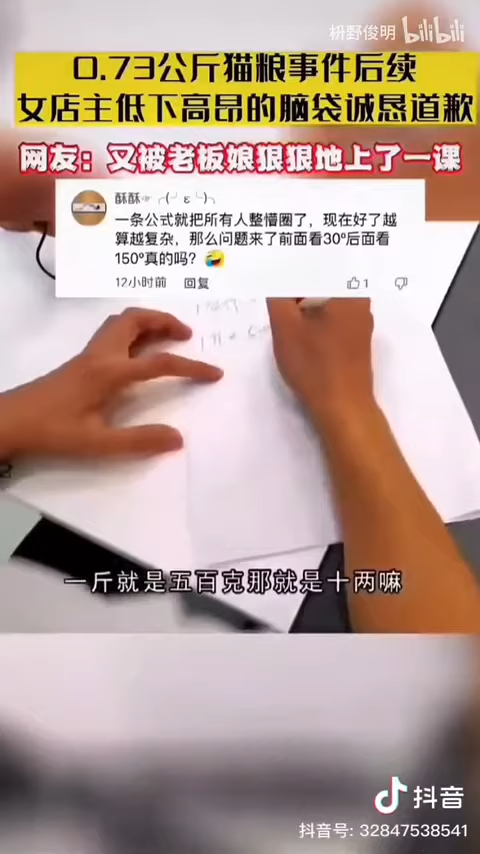 枡野俊明 bilibili
0.73公斤猫粮事件后续
女店主低下高昂的脑袋诚恳道歉
网友：又被老板娘狠狠地上了一课
酥酥
一条公式就把所有人整懵圈了，现在好了越
算越复杂，那么问题来了前面看30º后面看
150º真的吗？🤣
12小时前 回复 1
一斤就是五百克那就是十两嘛
抖音
抖音号: 32847538541